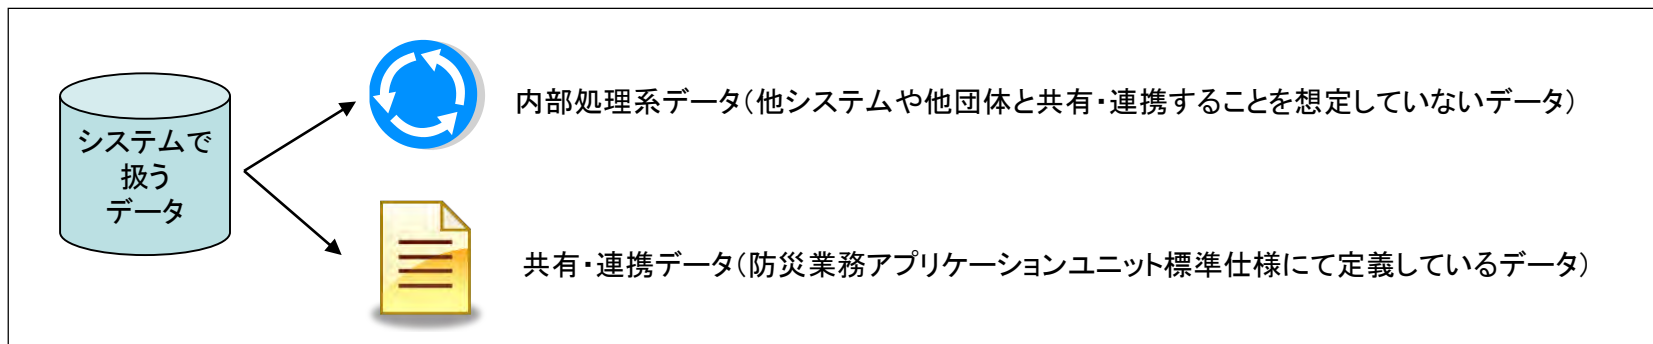 システムで
扱う
データ
内部処理系データ（他システムや他団体と共有・連携することを想定していないデータ）
共有・連携データ（防災業務アプリケーションユニット標準仕様にて定義しているデータ）